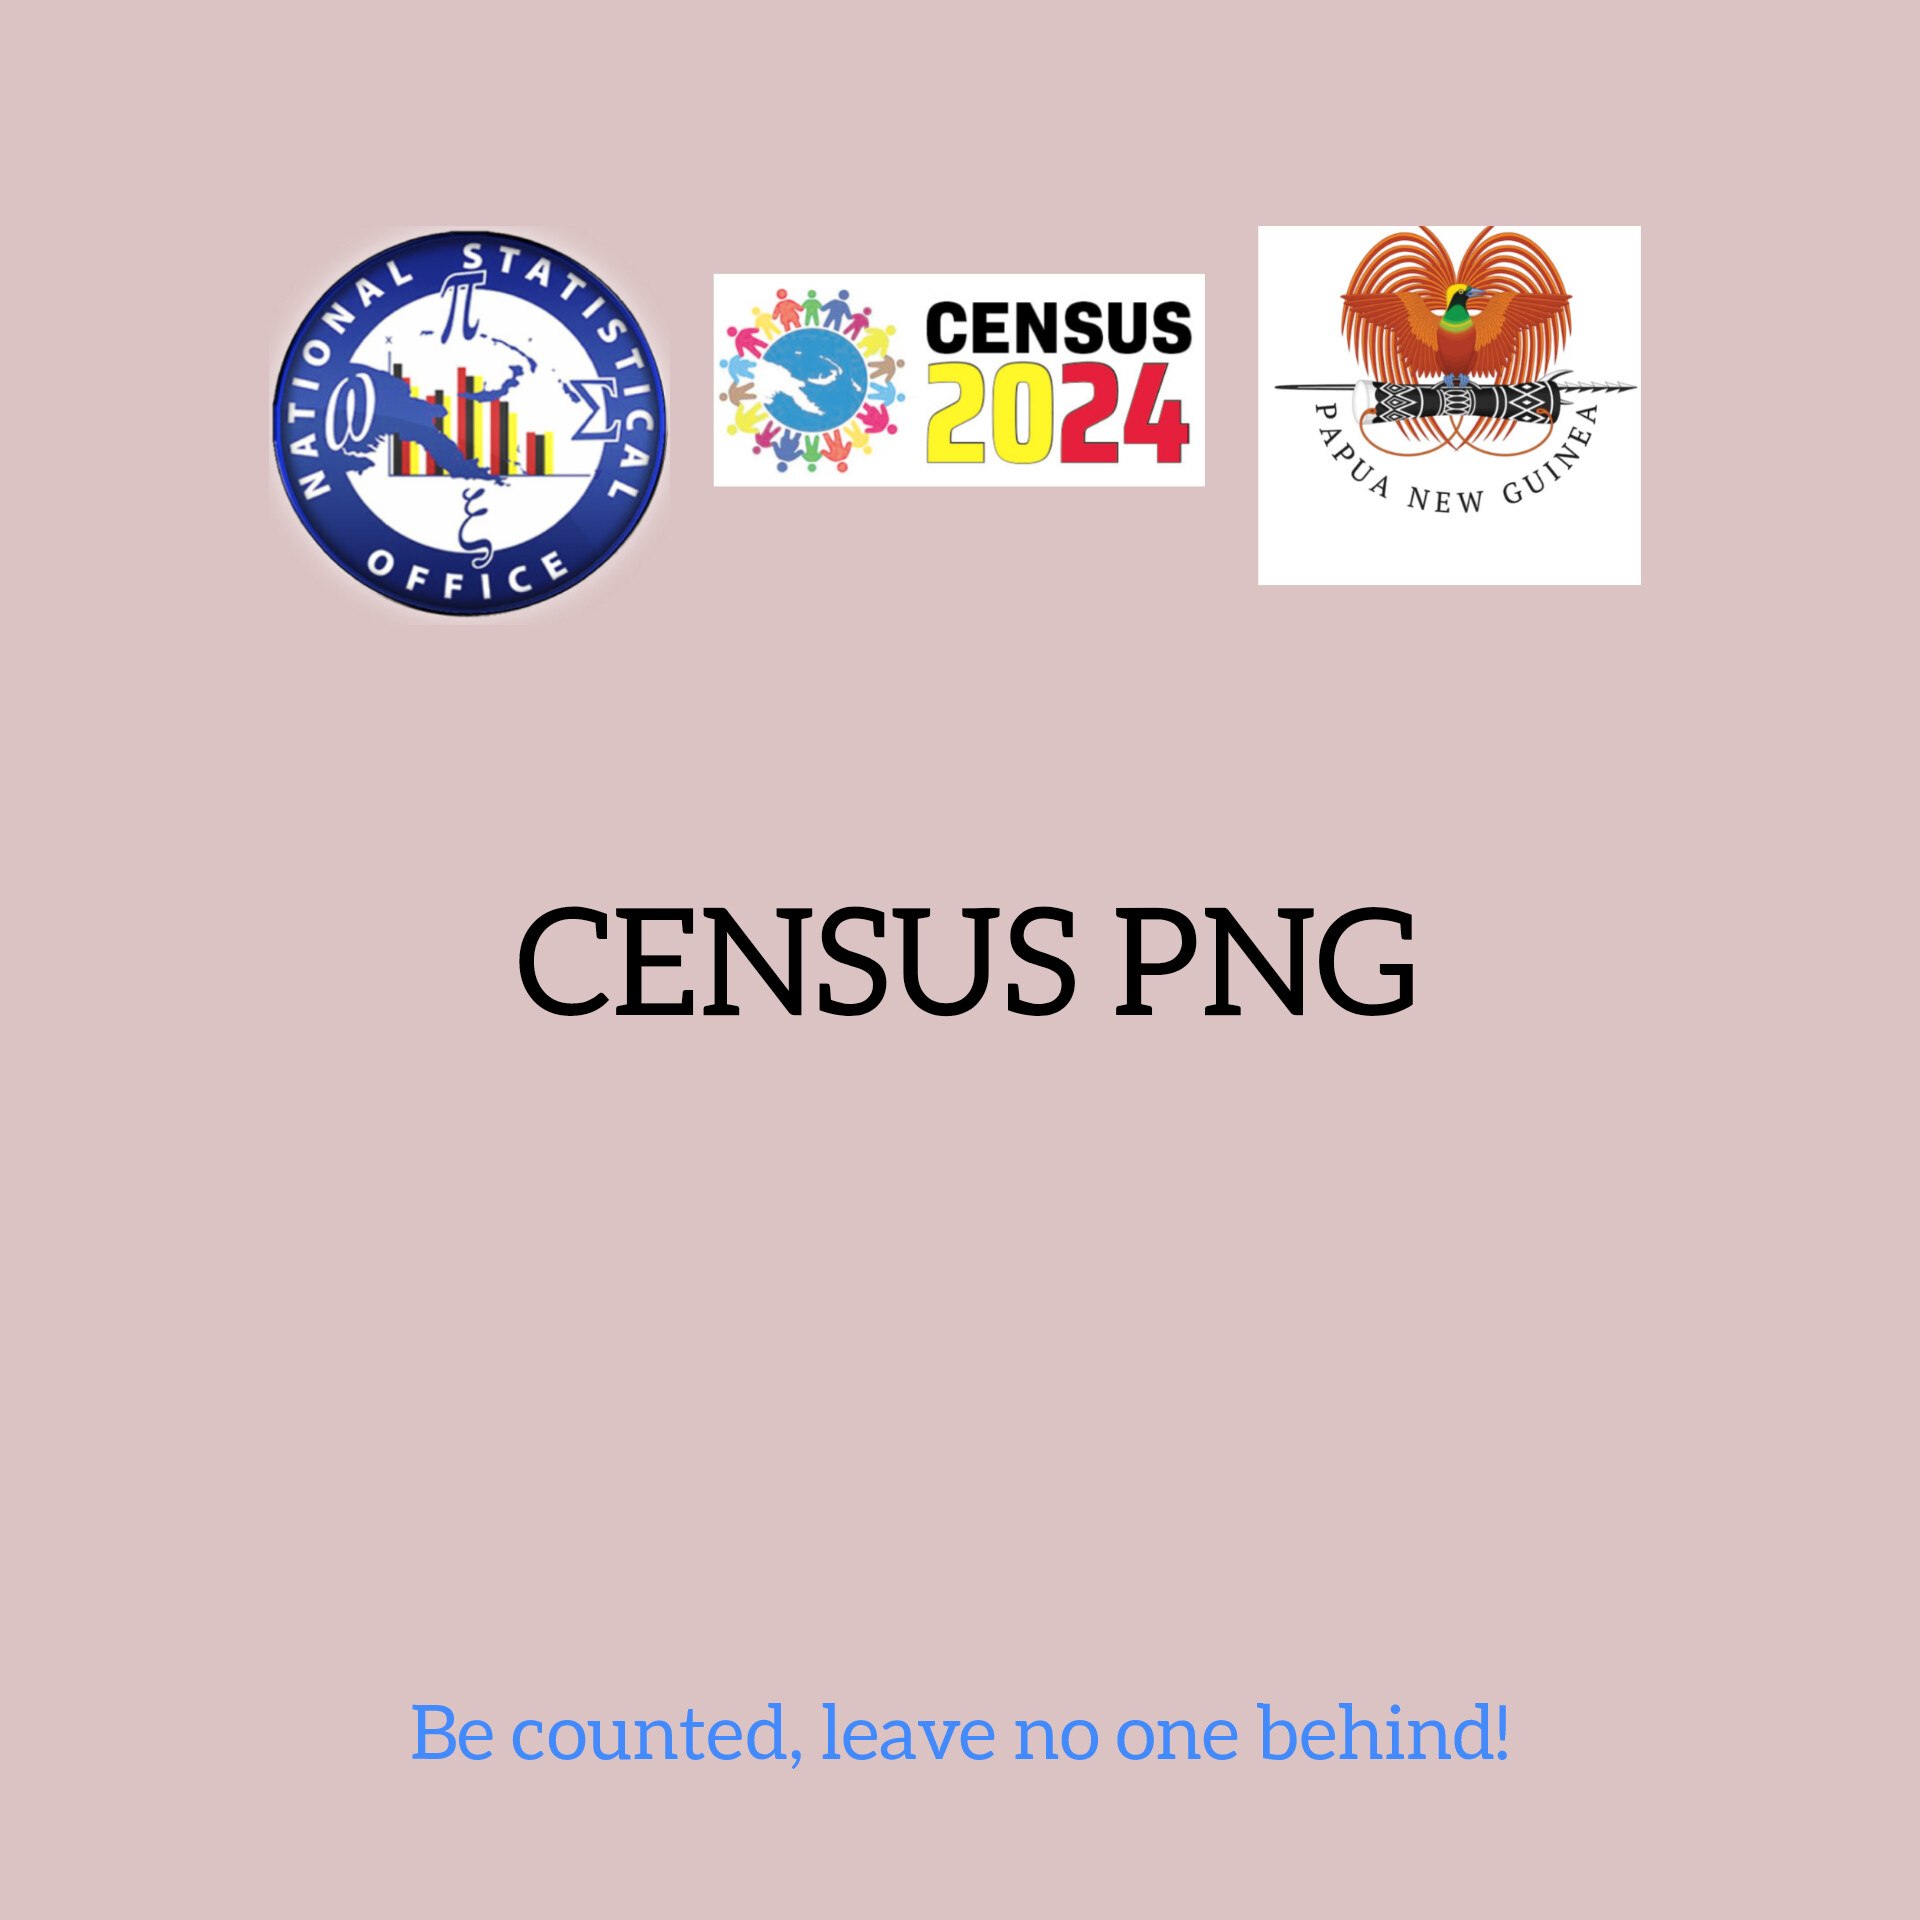 NATIONAL STATISTICAL
OFFICE
π
x
ω
Σ
ξ
CENSUS
2024
PAPUA NEW GUINEA
CENSUS PNG
Be counted, leave no one behind!